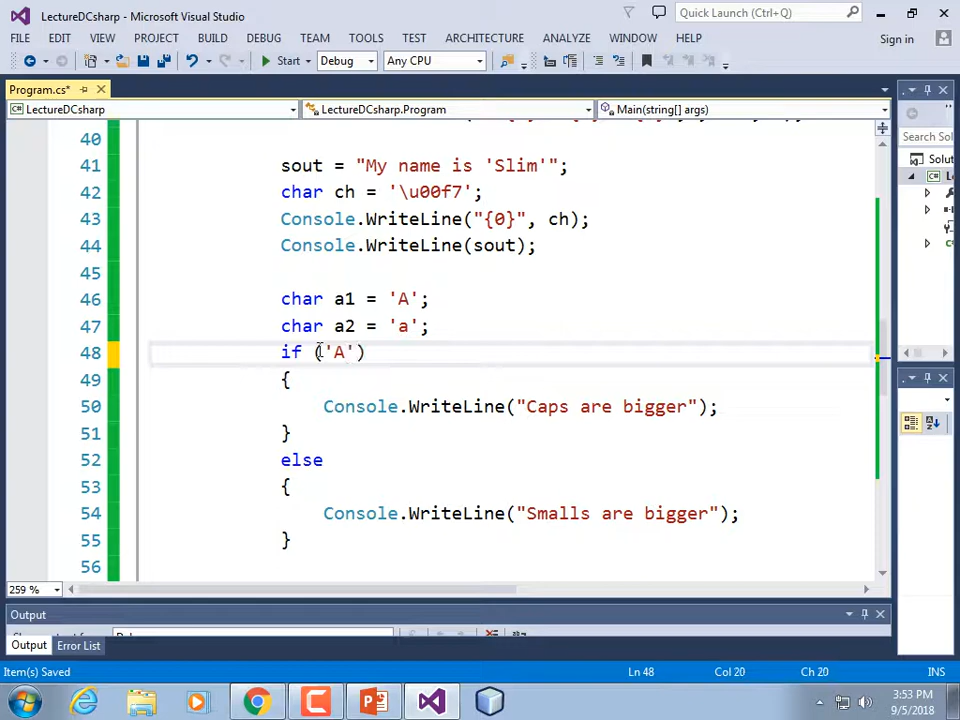 LectureDCsharp - Microsoft Visual Studio
Quick Launch (Ctrl+Q)
FILE EDIT VIEW PROJECT BUILD DEBUG TEAM TOOLS TEST ARCHITECTURE ANALYZE WINDOW HELP Sign in
Start Debug Any CPU
Program.cs*
LectureDCsharp LectureDCsharp.Program Main(string[] args)
Search Sol
Solut
40
41 sout = "My name is 'Slim'";
42 char ch = '\u00f7';
43 Console.WriteLine("{0}", ch);
44 Console.WriteLine(sout);
45
46 char a1 = 'A';
47 char a2 = 'a';
48 if ('A')
49 {
50 Console.WriteLine("Caps are bigger");
51 }
52 else
53 {
54 Console.WriteLine("Smalls are bigger");
55 }
56
259 %
Output
Output Error List
Item(s) Saved Ln 48 Col 20 Ch 20 INS
3:53 PM
9/5/2018